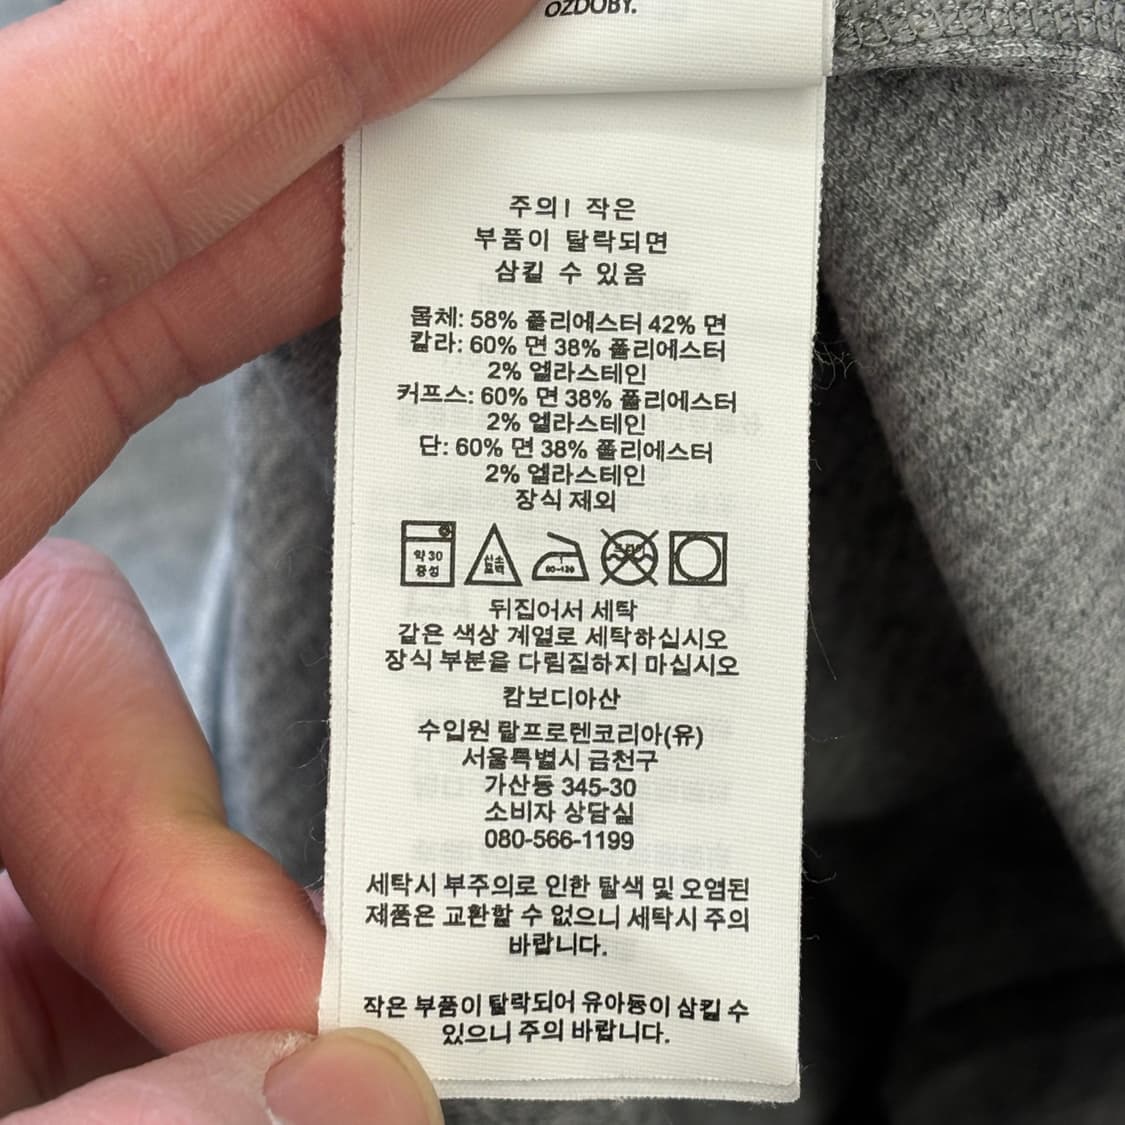 OZDOBY.
주의! 작은
부품이 탈락되면
삼킬 수 있음
몸체: 58% 폴리에스터 42% 면
칼라: 60% 면 38% 폴리에스터
2% 엘라스테인
커프스: 60% 면 38% 폴리에스터
2% 엘라스테인
단: 60% 면 38% 폴리에스터
2% 엘라스테인
장식 제외
약 30
중성
80~120
뒤집어서 세탁
같은 색상 계열로 세탁하십시오
장식 부분을 다림질하지 마십시오
캄보디아산
수입원 랄프로렌코리아(유)
서울특별시 금천구
가산동 345-30
소비자 상담실
080-566-1199
세탁시 부주의로 인한 탈색 및 오염된
제품은 교환할 수 없으니 세탁시 주의
바랍니다.
작은 부품이 탈락되어 유아등이 삼킬 수
있으니 주의 바랍니다.